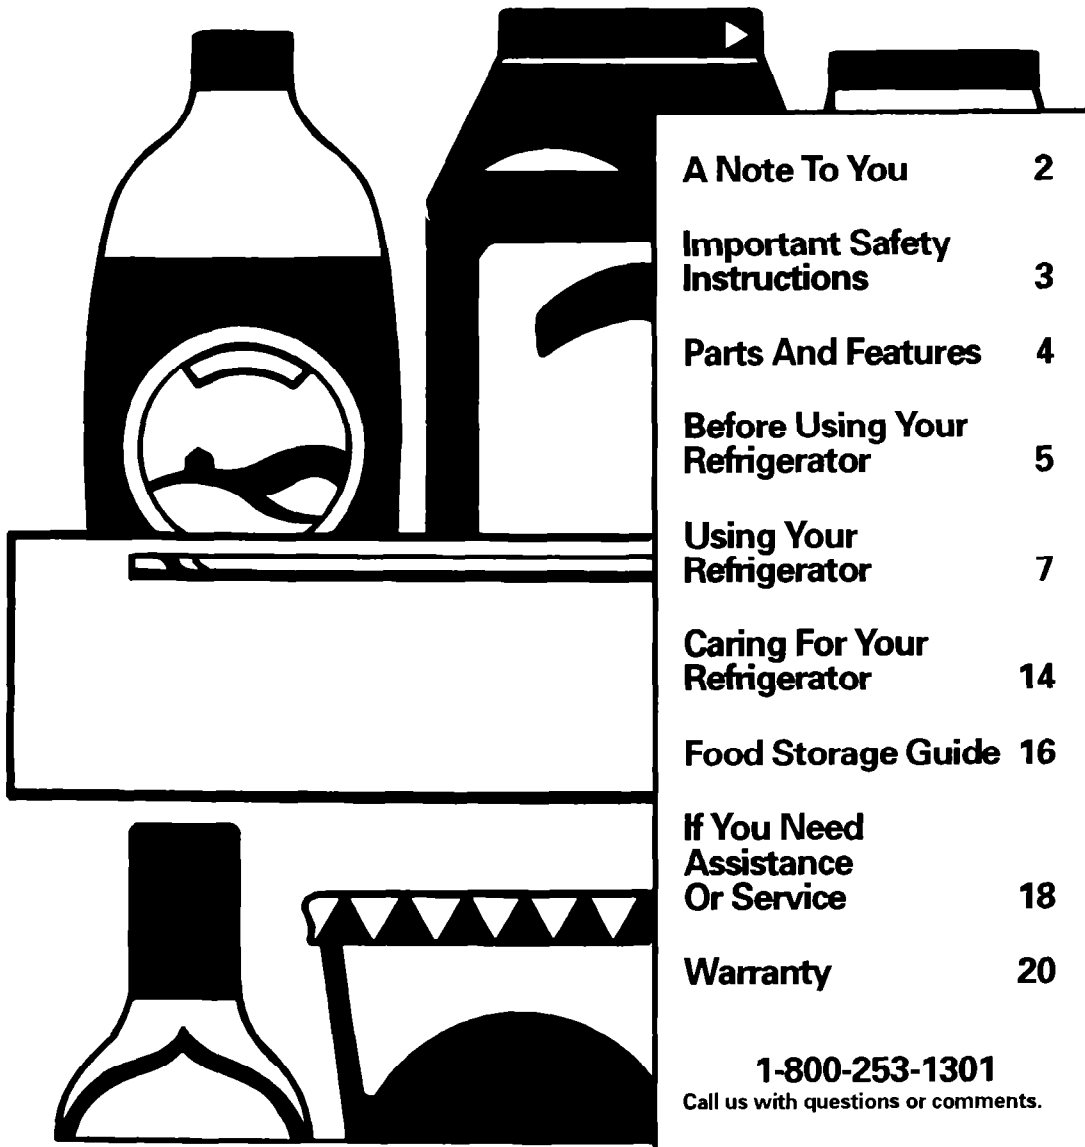 A Note To You 2
Important Safety
Instructions 3
Parts And Features 4
Before Using Your
Refrigerator 5
Using Your
Refrigerator 7
Caring For Your
Refrigerator 14
Food Storage Guide 16
If You Need
Assistance
Or Service 18
Warranty 20
1-800-253-1301
Call us with questions or comments.